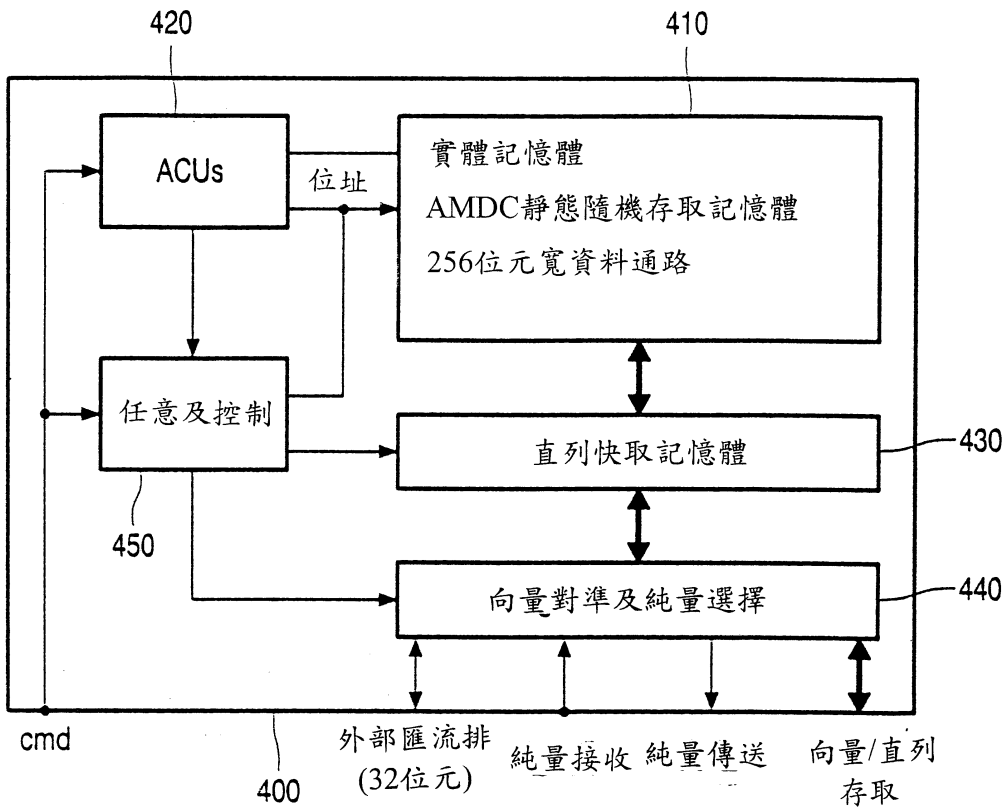 420
410
ACUs
位址
實體記憶體
AMDC靜態隨機存取記憶體
256位元寬資料通路
任意及控制
直列快取記憶體
430
450
向量對準及純量選擇
440
cmd
400
外部匯流排
(32位元)
純量接收
純量傳送
向量/直列
存取